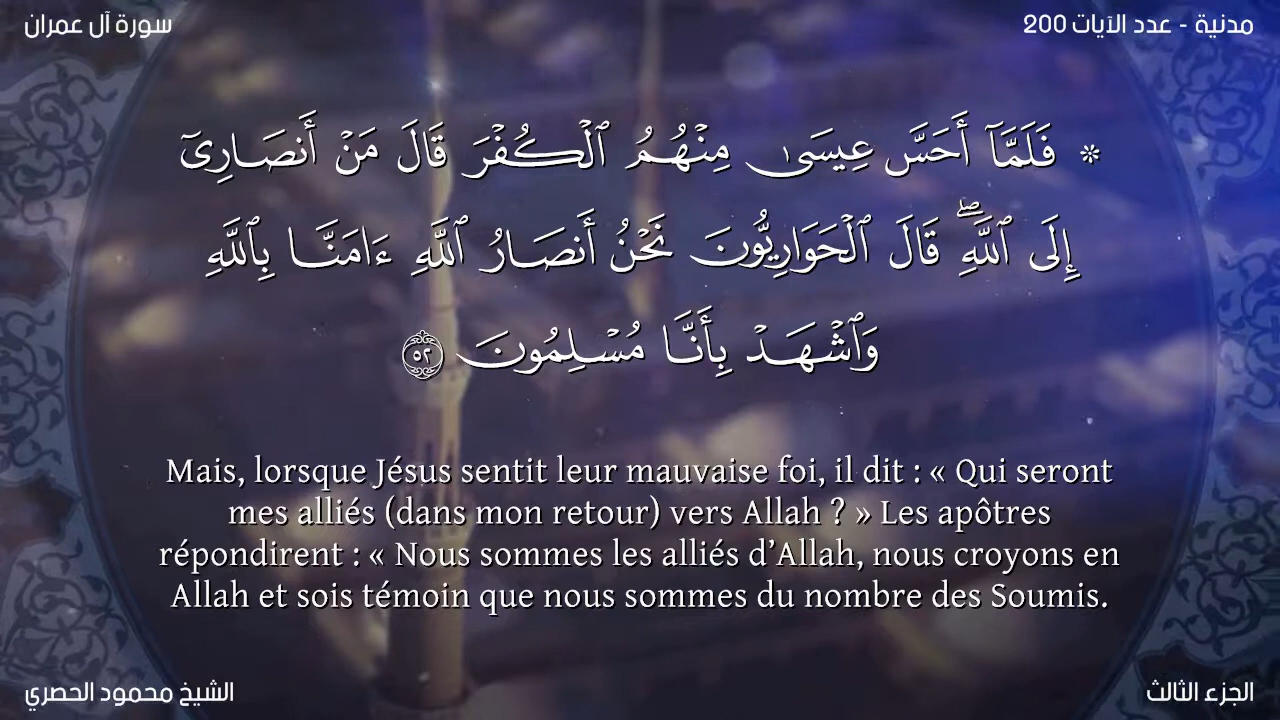 سورة آل عمران
مدنية - عدد الآيات 200
۞ فَلَمَّآ أَحَسَّ عِيسَىٰ مِنْهُمُ ٱلْكُفْرَ قَالَ مَنْ أَنصَارِىٓ
إِلَى ٱللَّهِۖ قَالَ ٱلْحَوَارِيُّونَ نَحْنُ أَنصَارُ ٱللَّهِ ءَامَنَّا بِٱللَّهِ
وَٱشْهَدْ بِأَنَّا مُسْلِمُونَ ٥٢
Mais, lorsque Jésus sentit leur mauvaise foi, il dit : « Qui seront
mes alliés (dans mon retour) vers Allah ? » Les apôtres
répondirent : « Nous sommes les alliés d’Allah, nous croyons en
Allah et sois témoin que nous sommes du nombre des Soumis.
الشيخ محمود الحصري
الجزء الثالث